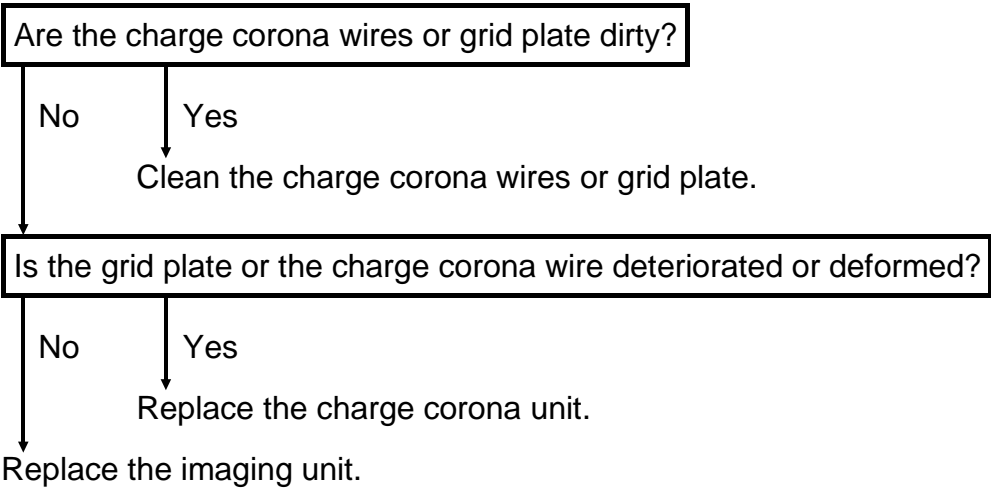 Are the charge corona wires or grid plate dirty?
No Yes
Clean the charge corona wires or grid plate.
Is the grid plate or the charge corona wire deteriorated or deformed?
No Yes
Replace the charge corona unit.
Replace the imaging unit.